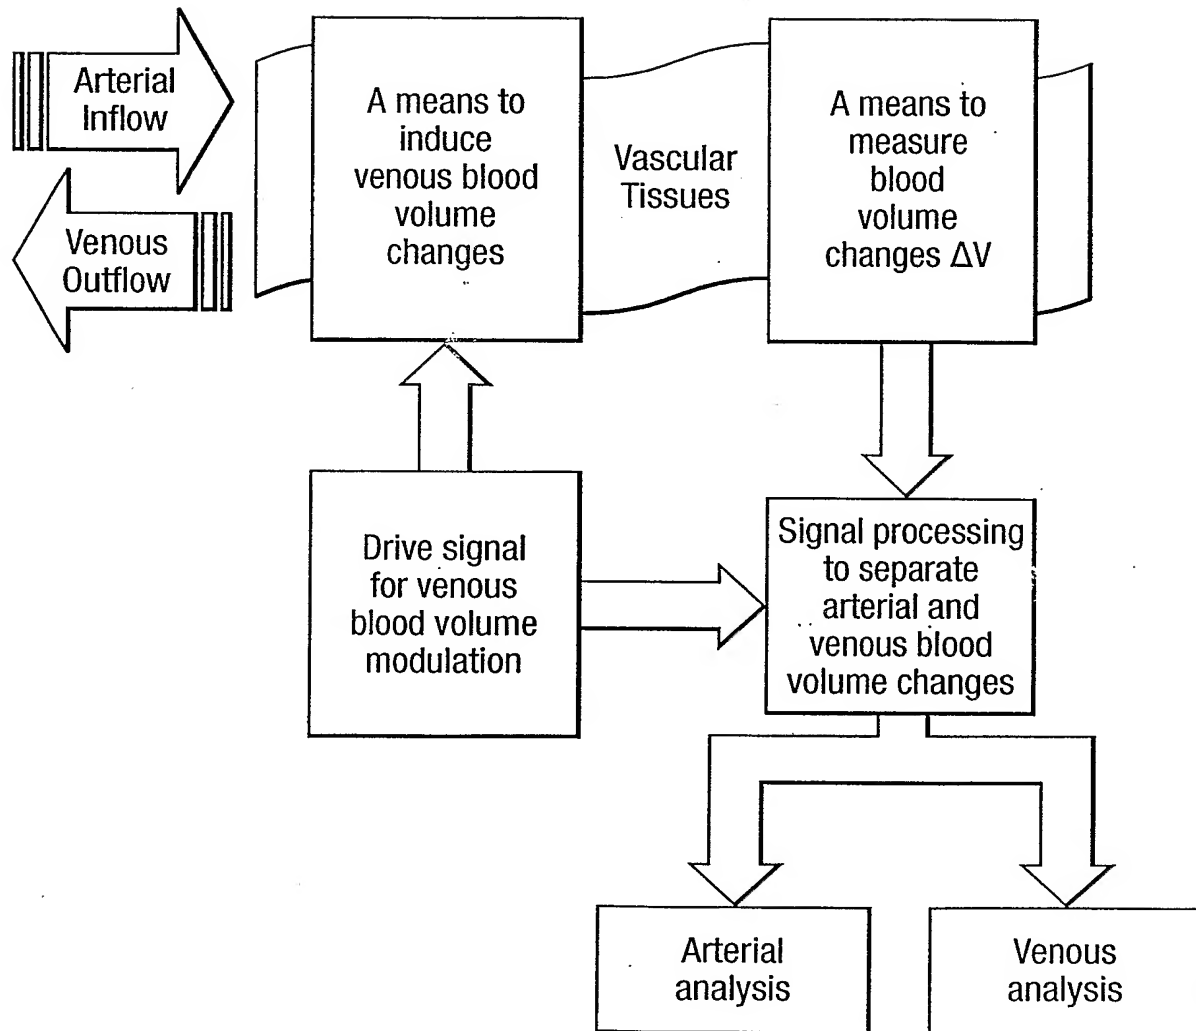 Arterial
Inflow
Venous
Outflow
A means to
induce
venous blood
volume
changes
Vascular
Tissues
A means to
measure
blood
volume
changes ΔV
Drive signal
for venous
blood volume
modulation
Signal processing
to separate
arterial and
venous blood
volume changes
Arterial
analysis
Venous
analysis